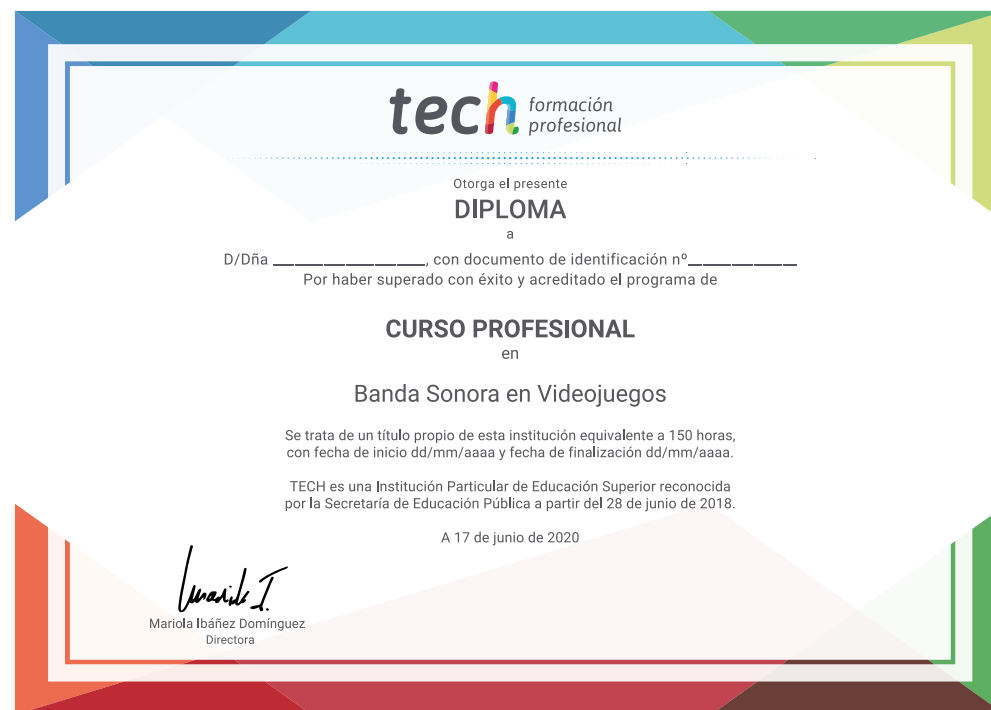 tech formación
profesional
Otorga el presente
DIPLOMA
a
D/Dña ____________________, con documento de identificación nº______________
Por haber superado con éxito y acreditado el programa de
CURSO PROFESIONAL
en
Banda Sonora en Videojuegos
Se trata de un título propio de esta institución equivalente a 150 horas,
con fecha de inicio dd/mm/aaaa y fecha de finalización dd/mm/aaaa.
TECH es una Institución Particular de Educación Superior reconocida
por la Secretaría de Educación Pública a partir del 28 de junio de 2018.
A 17 de junio de 2020
Mariola Ibáñez Domínguez
Directora